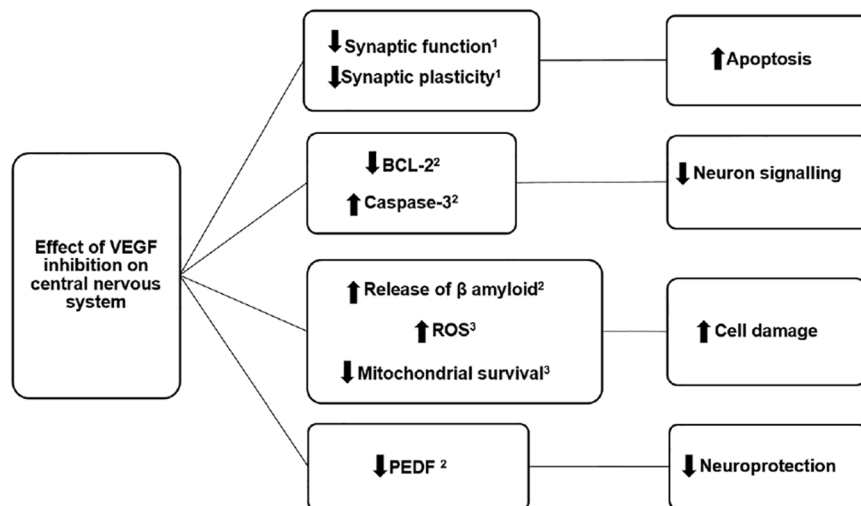 Effect of VEGF
inhibition on
central nervous
system
⬇Synaptic function¹
⬇Synaptic plasticity¹
⬆Apoptosis
⬇BCL-2²
⬆Caspase-3²
⬇Neuron signalling
⬆Release of β amyloid²
⬆ROS³
⬇Mitochondrial survival³
⬆Cell damage
⬇PEDF ²
⬇Neuroprotection